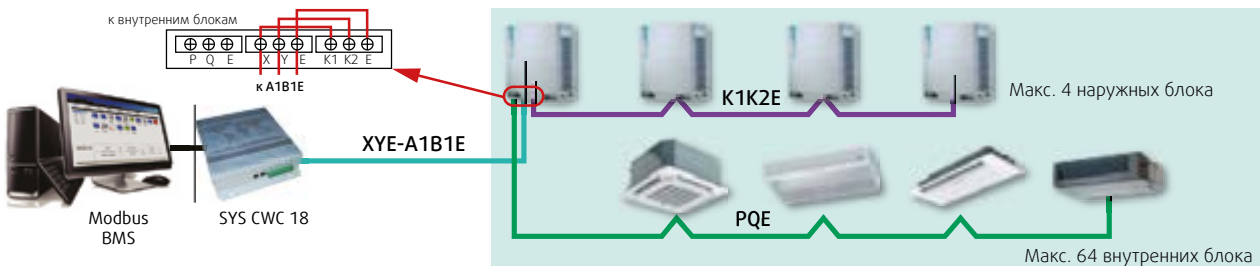 к внутренним блокам
P Q E X Y E K1 K2 E
к A1B1E
K1K2E
Макс. 4 наружных блока
XYE-A1B1E
Modbus
BMS
SYS CWC 18
PQE
Макс. 64 внутренних блока